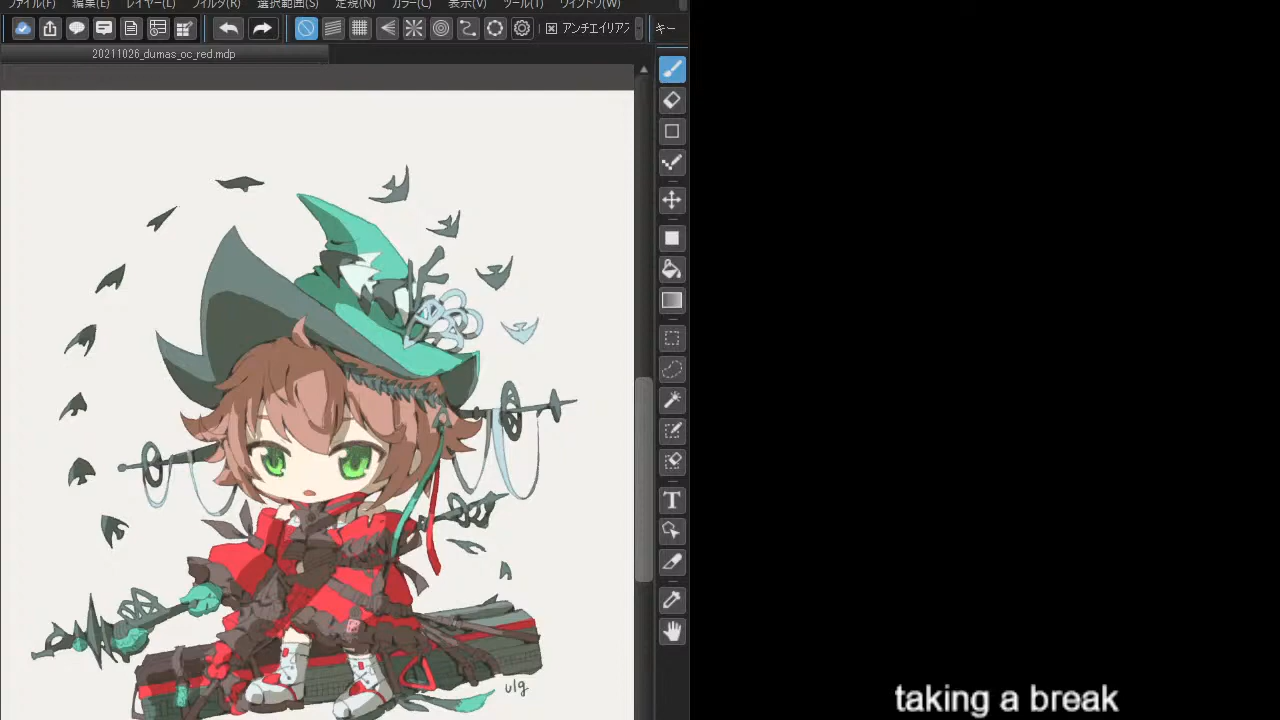 ファイル(F) 編集(E) レイヤー(L) フィルタ(R) 選択範囲(S) 定規(N) カラー(C) 表示(V) ツール(T) ウィンドウ(W)
アンチエイリアス キー
20211026_dumas_oc_red.mdp
T
ulg
taking a break